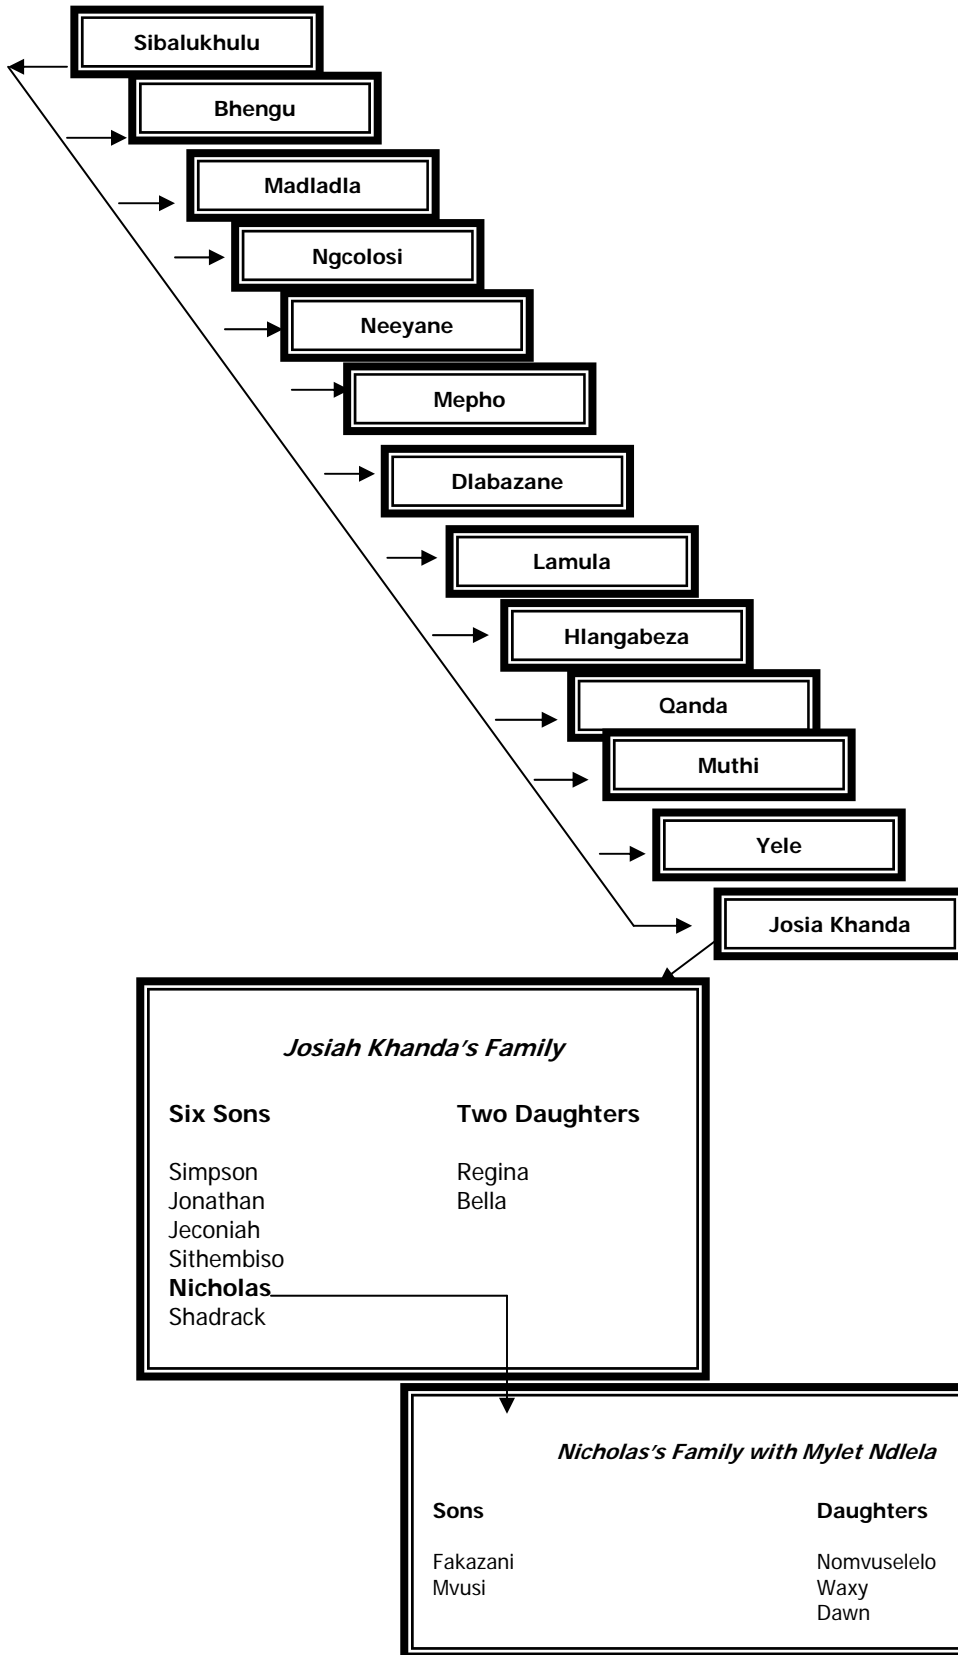 Sibalukhulu
Bhengu
Madladla
Ngcolosi
Neeyane
Mepho
Dlabazane
Lamula
Hlangabeza
Qanda
Muthi
Yele
Josia Khanda
Josiah Khanda's Family
Six Sons Two Daughters
Simpson Regina
Jonathan Bella
Jeconiah
Sithembiso
Nicholas
Shadrack
Nicholas's Family with Mylet Ndlela
Sons Daughters
Fakazani Nomvuselelo
Mvusi Waxy
Dawn